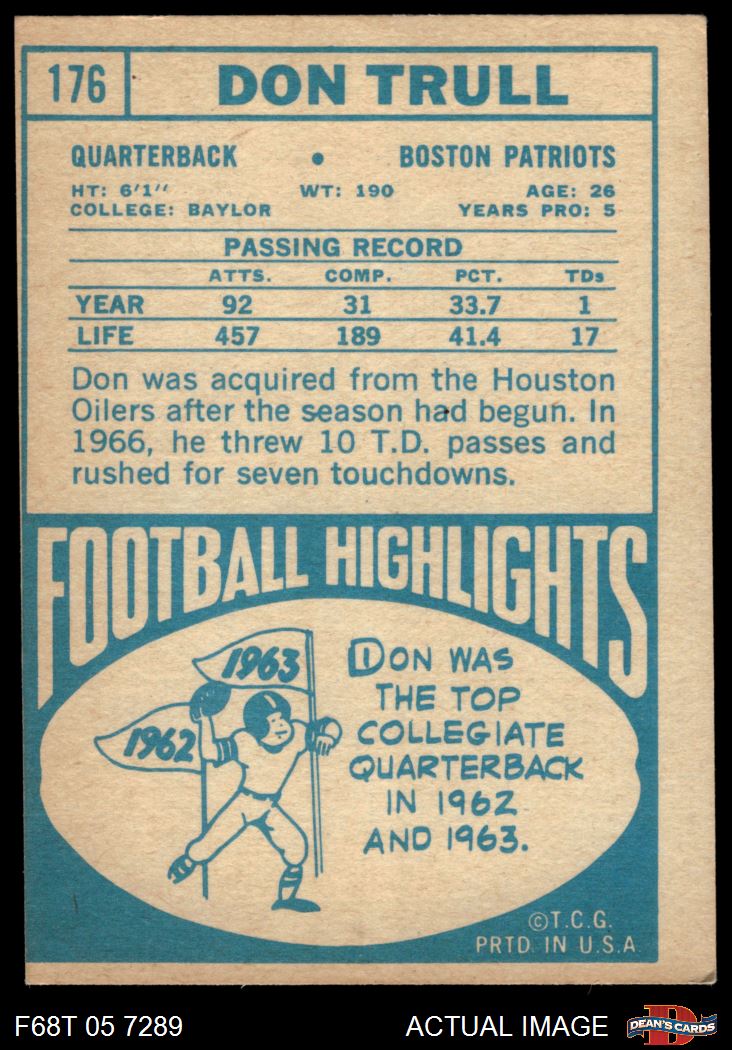 176 DON TRULL
QUARTERBACK • BOSTON PATRIOTS
HT: 6'1" WT: 190 AGE: 26
COLLEGE: BAYLOR YEARS PRO: 5
PASSING RECORD
ATTS. COMP. PCT. TDs
YEAR 92 31 33.7 1
LIFE 457 189 41.4 17
Don was acquired from the Houston
Oilers after the season had begun. In
1966, he threw 10 T.D. passes and
rushed for seven touchdowns.
FOOTBALL HIGHLIGHTS
1963
1962
DON WAS
THE TOP
COLLEGIATE
QUARTERBACK
IN 1962
AND 1963.
©T.C.G.
PRTD. IN U.S.A.
F68T 05 7289 ACTUAL IMAGE
D
DEAN'S CARDS